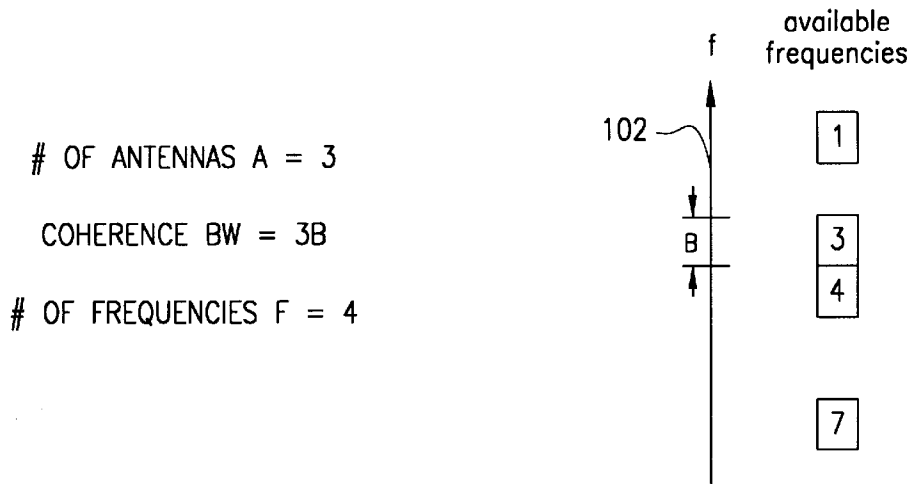 available
frequencies
f
1
102
# OF ANTENNAS A = 3
COHERENCE BW = 3B
B
3
4
# OF FREQUENCIES F = 4
7